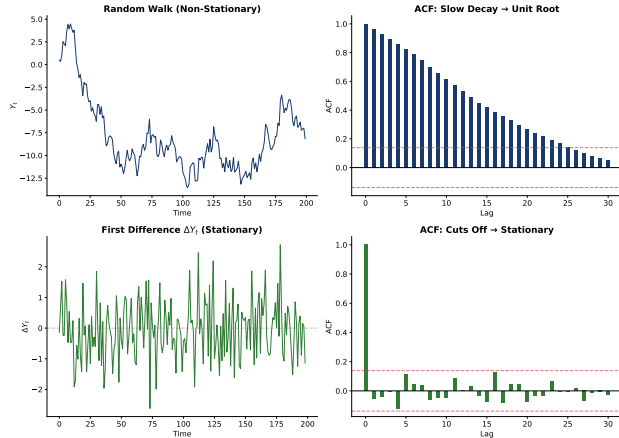 Random Walk (Non-Stationary)
5.0
2.5
0.0
−2.5
−5.0
−7.5
−10.0
−12.5
Yt
0 25 50 75 100 125 150 175 200
Time
ACF: Slow Decay → Unit Root
1.0
0.8
0.6
0.4
0.2
0.0
ACF
0 5 10 15 20 25 30
Lag
First Difference ΔYt (Stationary)
2
1
0
−1
−2
ΔYt
0 25 50 75 100 125 150 175 200
Time
ACF: Cuts Off → Stationary
1.0
0.8
0.6
0.4
0.2
0.0
ACF
0 5 10 15 20 25 30
Lag